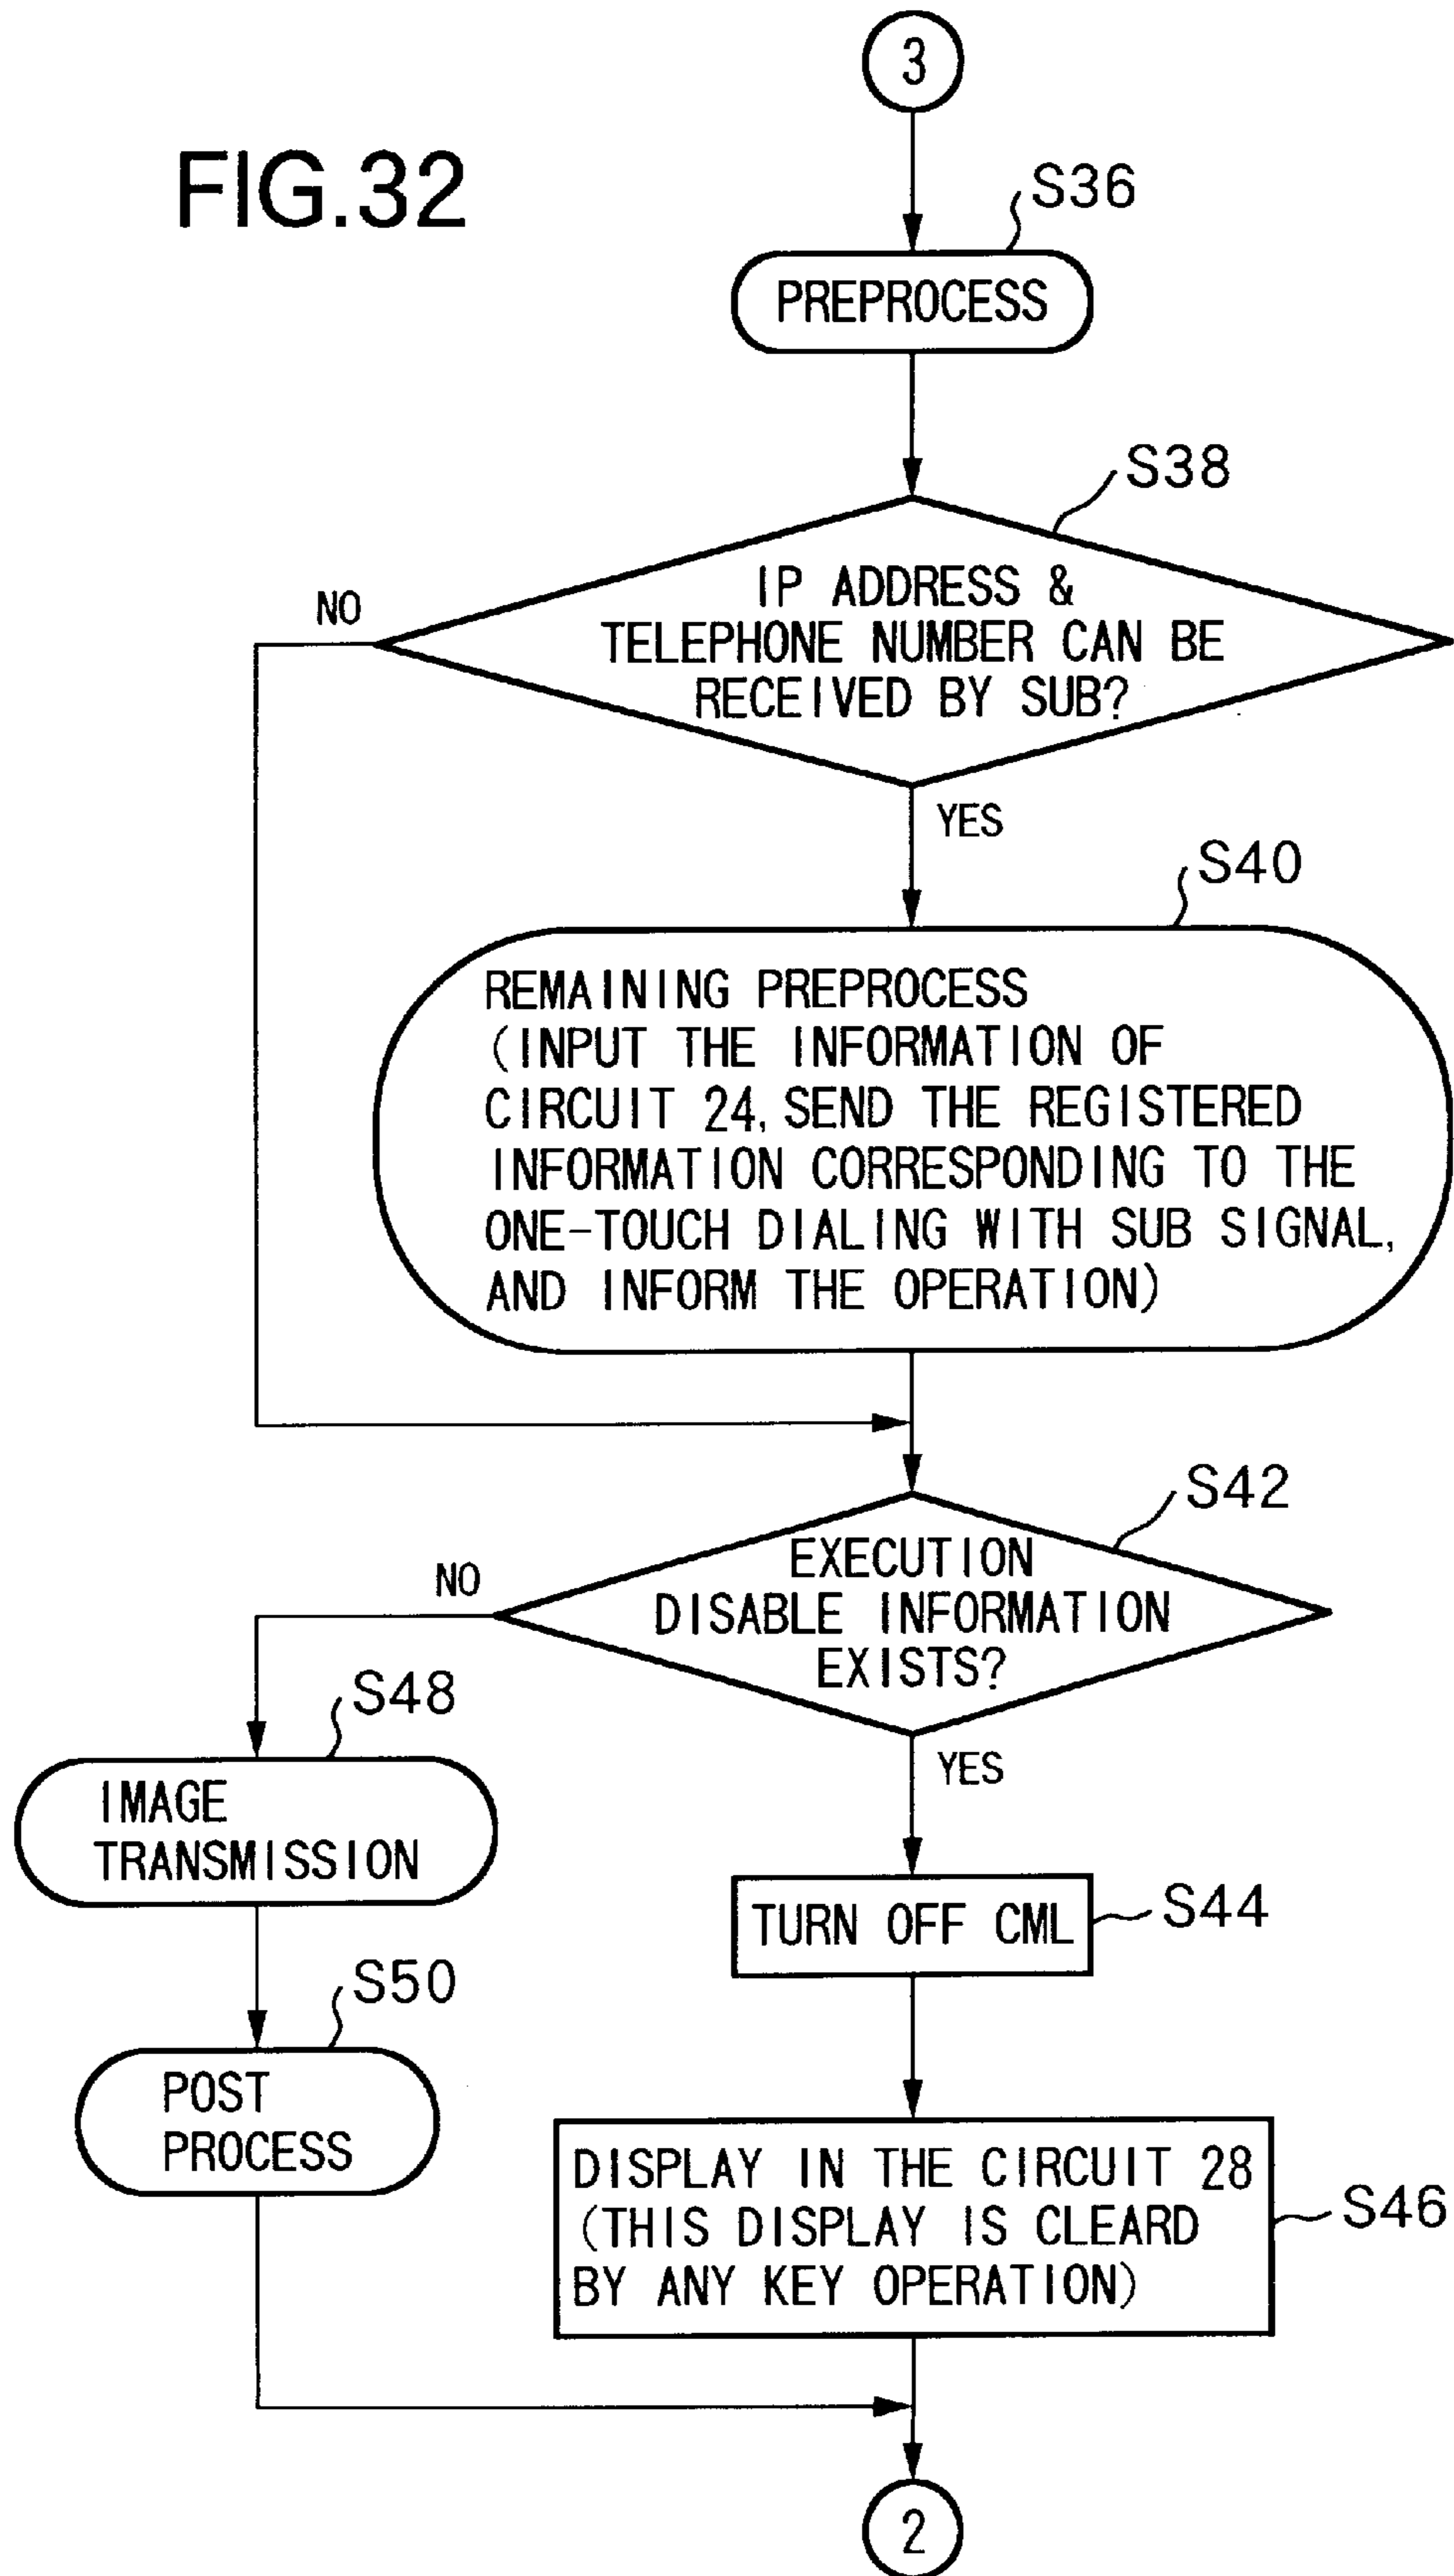 3
FIG.32
S36
PREPROCESS
S38
IP ADDRESS &
TELEPHONE NUMBER CAN BE
RECEIVED BY SUB?
NO
YES
S40
REMAINING PREPROCESS
(INPUT THE INFORMATION OF
CIRCUIT 24, SEND THE REGISTERED
INFORMATION CORRESPONDING TO THE
ONE-TOUCH DIALING WITH SUB SIGNAL,
AND INFORM THE OPERATION)
S42
EXECUTION
DISABLE INFORMATION
EXISTS?
NO
YES
S48
IMAGE
TRANSMISSION
S44
TURN OFF CML
S50
POST
PROCESS
S46
DISPLAY IN THE CIRCUIT 28
(THIS DISPLAY IS CLEARD
BY ANY KEY OPERATION)
2